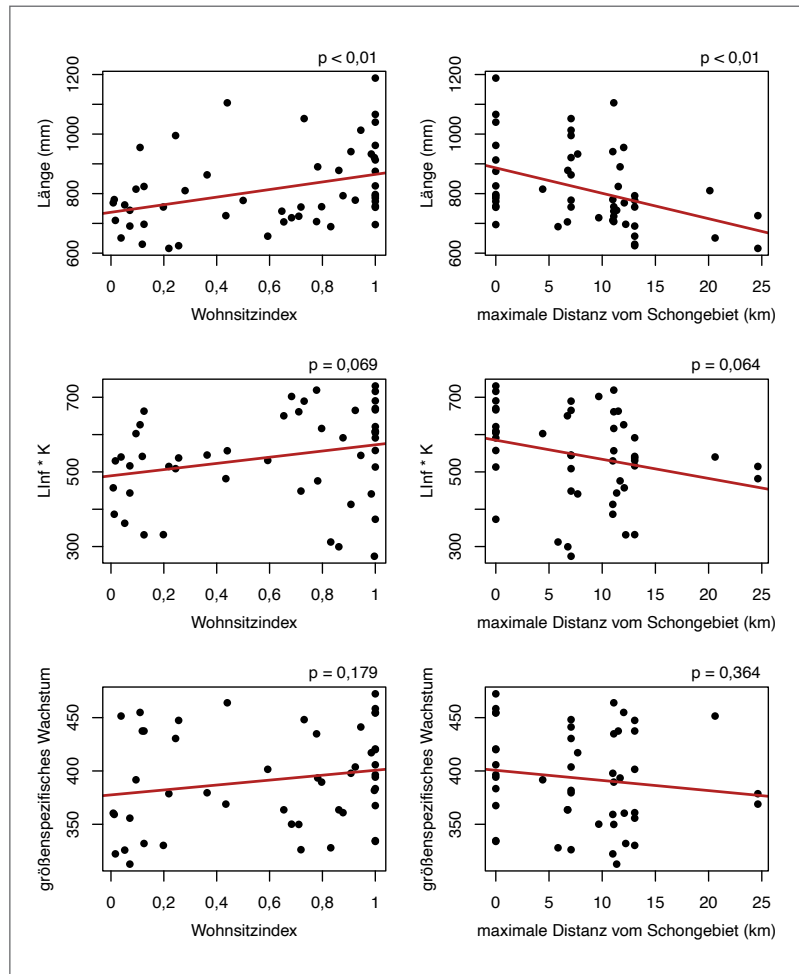 p < 0,01
Länge (mm)
1200
1000
800
600
0 0,2 0,4 0,6 0,8 1
Wohnsitzindex
p < 0,01
Länge (mm)
1200
1000
800
600
0 5 10 15 20 25
maximale Distanz vom Schongebiet (km)
p = 0,069
LInf * K
700
500
300
0 0,2 0,4 0,6 0,8 1
Wohnsitzindex
p = 0,064
LInf * K
700
500
300
0 5 10 15 20 25
maximale Distanz vom Schongebiet (km)
p = 0,179
größenspezifisches Wachstum
450
400
350
0 0,2 0,4 0,6 0,8 1
Wohnsitzindex
p = 0,364
größenspezifisches Wachstum
450
400
350
0 5 10 15 20 25
maximale Distanz vom Schongebiet (km)